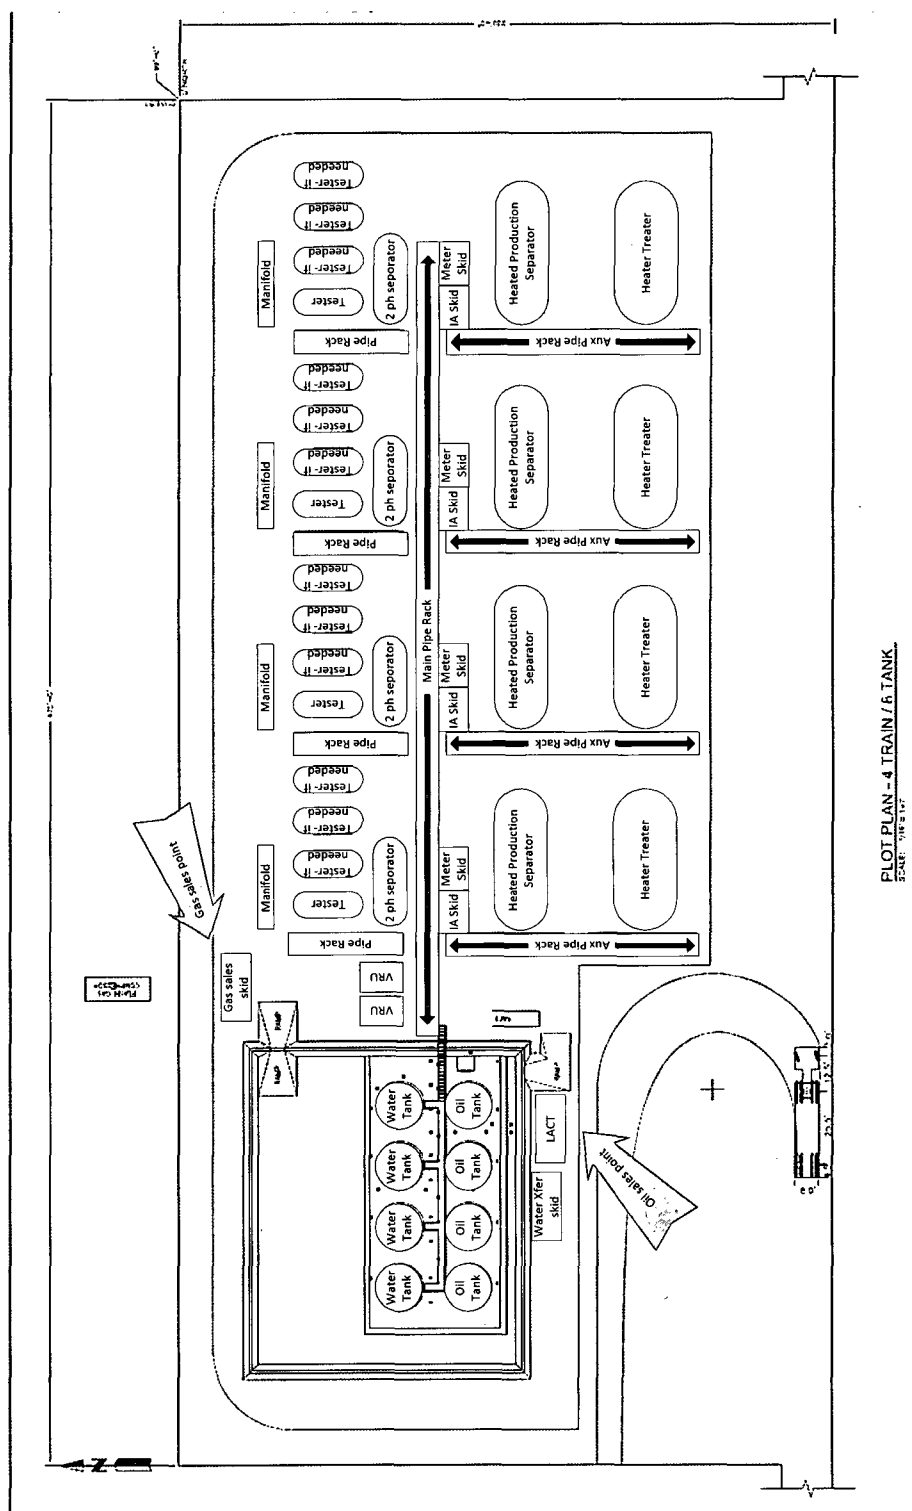 Tester- if
needed
Tester- if
needed
Tester- if
needed
Tester
Manifold
2 ph seporator
Pipe Rack
Meter
Skid
IA Skid
Heated Production
Separator
Heater Treater
Aux Pipe Rack
Tester- if
needed
Tester- if
needed
Tester- if
needed
Tester
Manifold
2 ph seporator
Pipe Rack
Meter
Skid
IA Skid
Heated Production
Separator
Heater Treater
Aux Pipe Rack
Main Pipe Rack
Tester- if
needed
Tester- if
needed
Tester- if
needed
Tester
Manifold
2 ph seporator
Pipe Rack
Meter
Skid
IA Skid
Heated Production
Separator
Heater Treater
Aux Pipe Rack
Tester- if
needed
Tester- if
needed
Tester- if
needed
Tester
Manifold
2 ph seporator
Pipe Rack
Meter
Skid
IA Skid
Heated Production
Separator
Heater Treater
Aux Pipe Rack
Gas sales point
Gas sales
skid
VRU
VRU
RAMP
RAMP
Water
Tank
Water
Tank
Water
Tank
Water
Tank
Oil
Tank
Oil
Tank
Oil
Tank
Oil
Tank
LACT
Water Xfer
skid
Oil sales point
N
PLOT PLAN - 4 TRAIN / 8 TANK
SCALE: